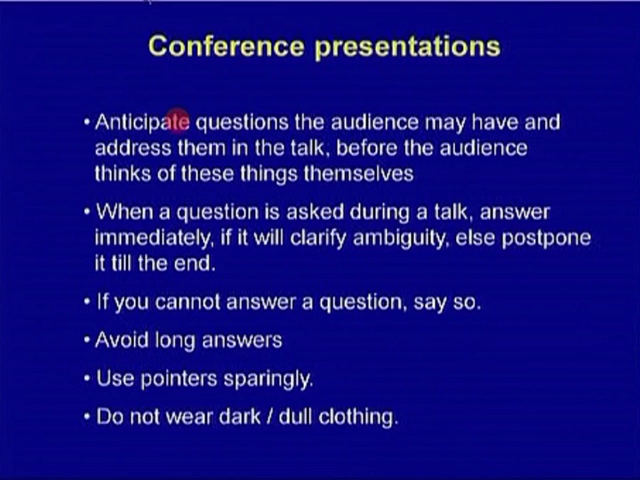 Conference presentations
• Anticipate questions the audience may have and
address them in the talk, before the audience
thinks of these things themselves
• When a question is asked during a talk, answer
immediately, if it will clarify ambiguity, else postpone
it till the end.
• If you cannot answer a question, say so.
• Avoid long answers
• Use pointers sparingly.
• Do not wear dark / dull clothing.